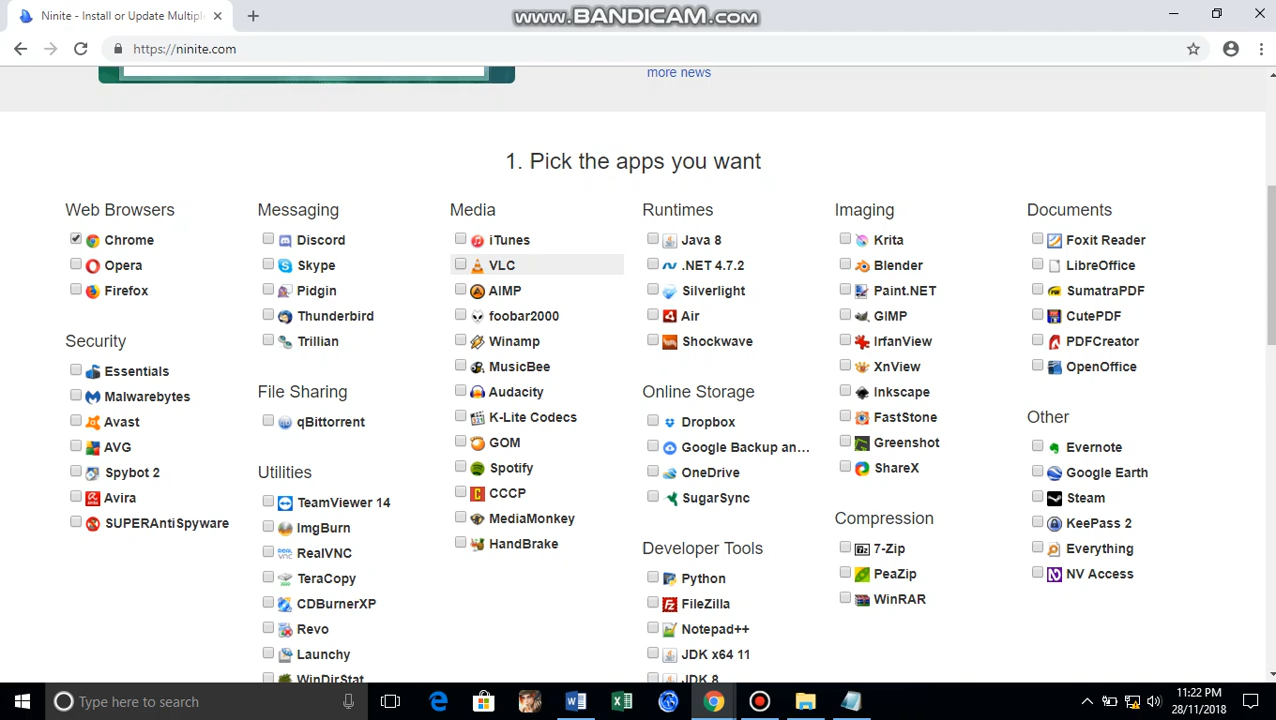 Ninite - Install or Update Multipl
www.BANDICAM.com
https://ninite.com
more news
1. Pick the apps you want
Web Browsers
Chrome
Opera
Firefox
Security
Essentials
Malwarebytes
Avast
AVG
Spybot 2
Avira
SUPERAntiSpyware
Messaging
Discord
Skype
Pidgin
Thunderbird
Trillian
File Sharing
qBittorrent
Utilities
TeamViewer 14
ImgBurn
RealVNC
TeraCopy
CDBurnerXP
Revo
Launchy
WinDirStat
Media
iTunes
VLC
AIMP
foobar2000
Winamp
MusicBee
Audacity
K-Lite Codecs
GOM
Spotify
CCCP
MediaMonkey
HandBrake
Runtimes
Java 8
.NET 4.7.2
Silverlight
Air
Shockwave
Online Storage
Dropbox
Google Backup an...
OneDrive
SugarSync
Developer Tools
Python
FileZilla
Notepad++
JDK x64 11
JDK 8
Imaging
Krita
Blender
Paint.NET
GIMP
IrfanView
XnView
Inkscape
FastStone
Greenshot
ShareX
Compression
7-Zip
PeaZip
WinRAR
Documents
Foxit Reader
LibreOffice
SumatraPDF
CutePDF
PDFCreator
OpenOffice
Other
Evernote
Google Earth
Steam
KeePass 2
Everything
NV Access
Type here to search
11:22 PM
28/11/2018